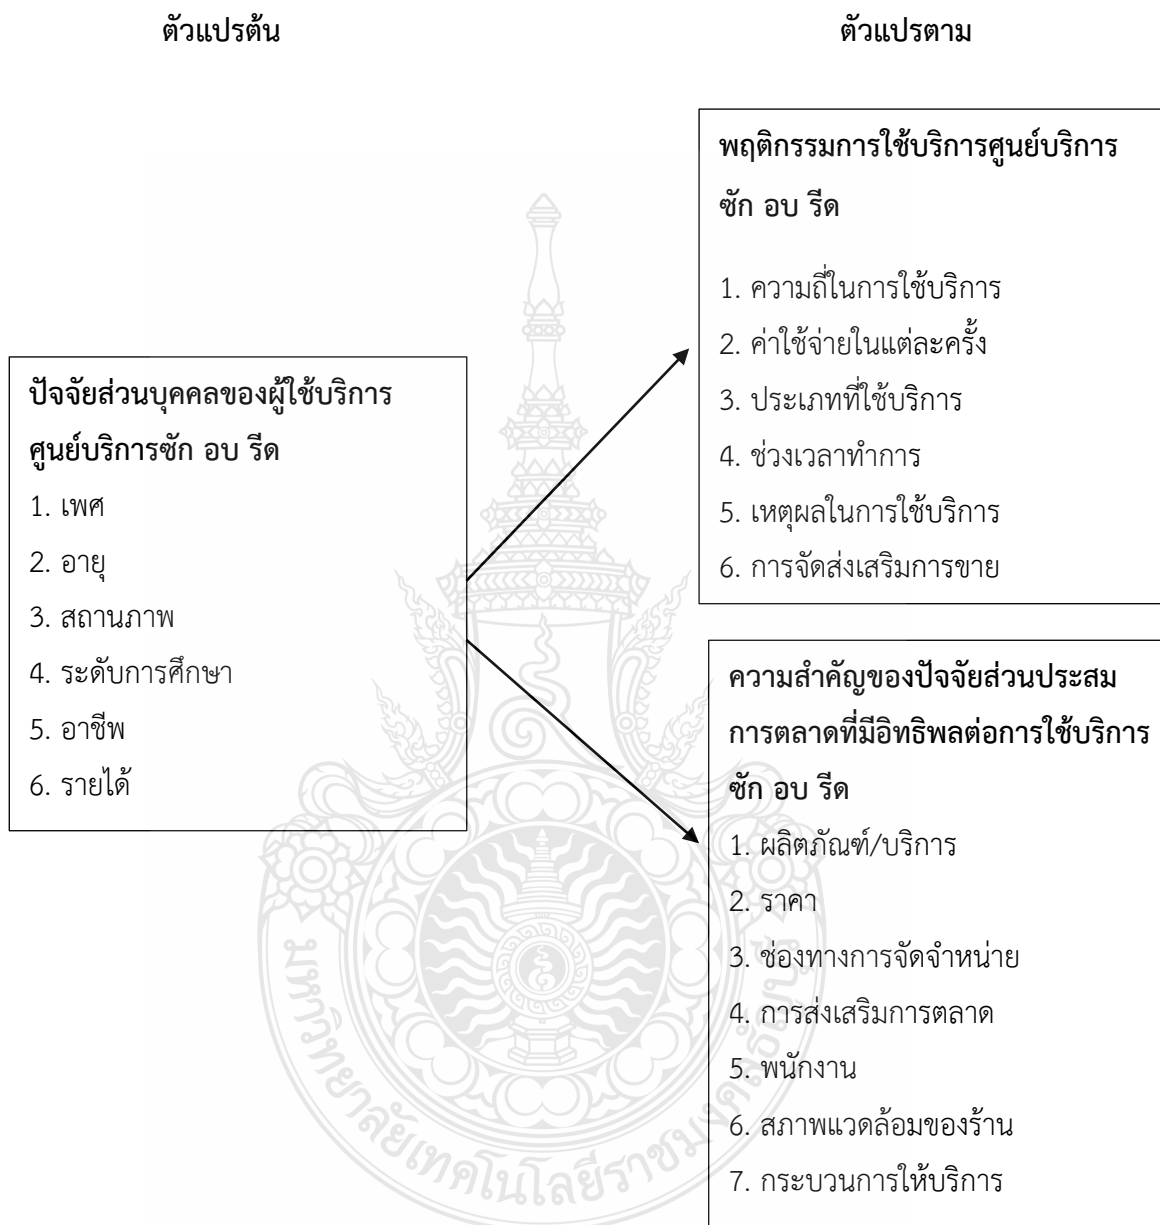 ตัวแปรต้น
ตัวแปรตาม
ปัจจัยส่วนบุคคลของผู้ใช้บริการ
ศูนย์บริการซัก อบ รีด
1. เพศ
2. อายุ
3. สถานภาพ
4. ระดับการศึกษา
5. อาชีพ
6. รายได้
พฤติกรรมการใช้บริการศูนย์บริการ
ซัก อบ รีด
1. ความถี่ในการใช้บริการ
2. ค่าใช้จ่ายในแต่ละครั้ง
3. ประเภทที่ใช้บริการ
4. ช่วงเวลาทำการ
5. เหตุผลในการใช้บริการ
6. การจัดส่งเสริมการขาย
ความสำคัญของปัจจัยส่วนประสม
การตลาดที่มีอิทธิพลต่อการใช้บริการ
ซัก อบ รีด
1. ผลิตภัณฑ์/บริการ
2. ราคา
3. ช่องทางการจัดจำหน่าย
4. การส่งเสริมการตลาด
5. พนักงาน
6. สภาพแวดล้อมของร้าน
7. กระบวนการให้บริการ